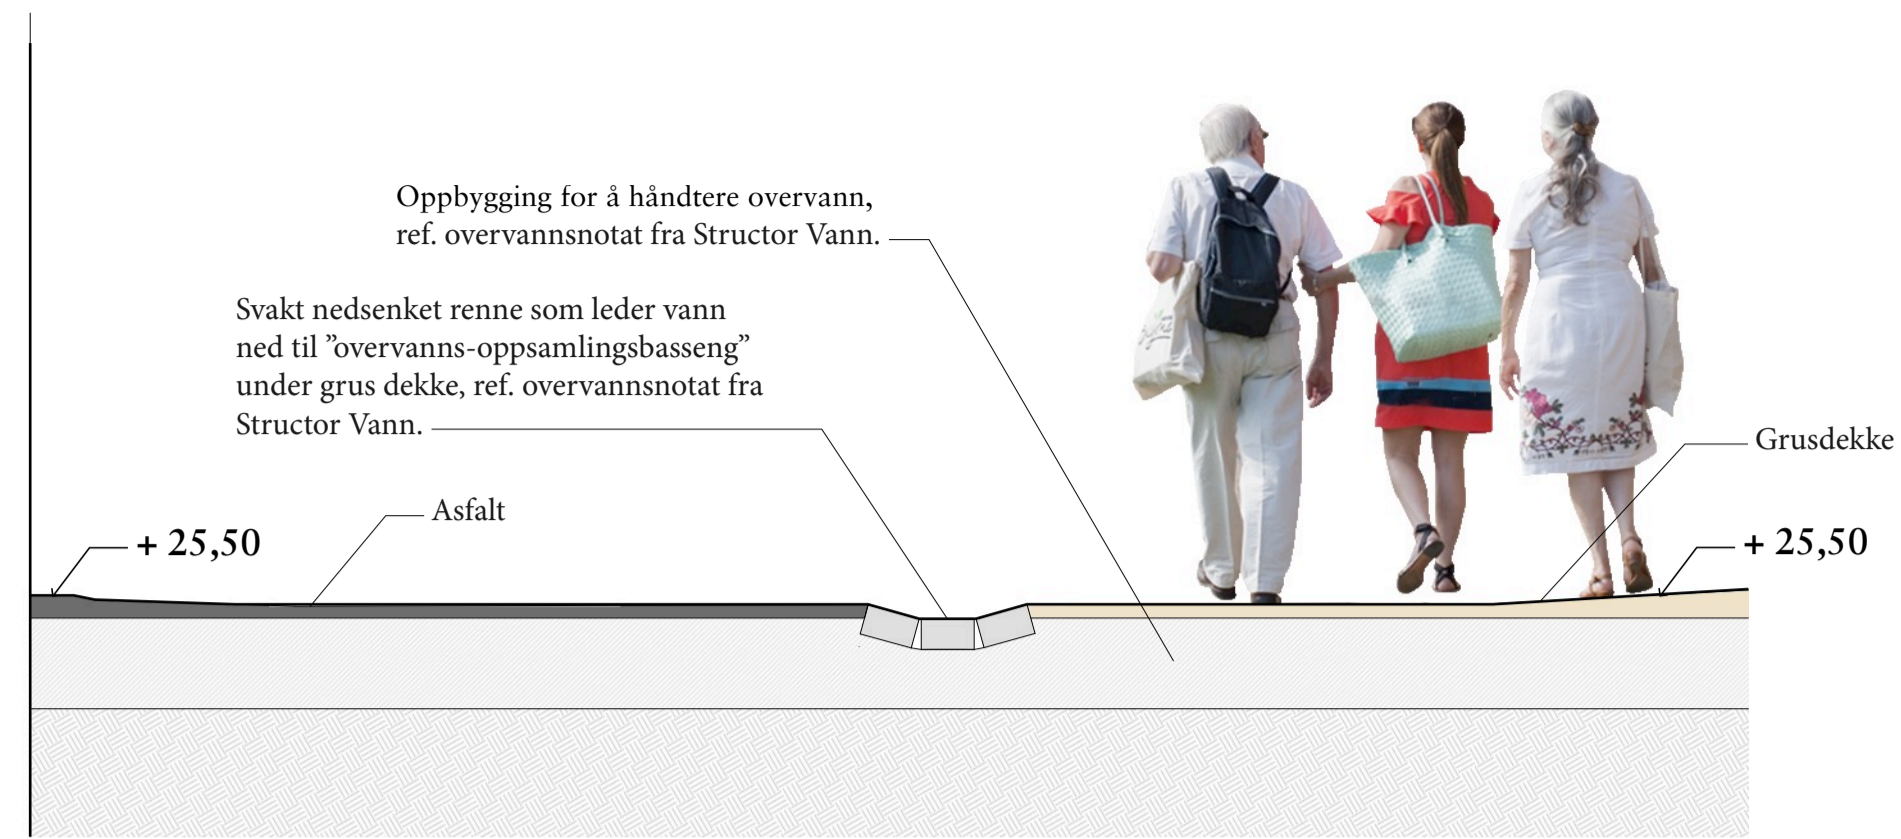 Oppbygging for å håndtere overvann,
ref. overvannsnotat fra Structor Vann.
Svakt nedsenket renne som leder vann
ned til ”overvanns-oppsamlingsbasseng”
under grus dekke, ref. overvannsnotat fra
Structor Vann.
Grusdekke
Asfalt
+ 25,50
+ 25,50